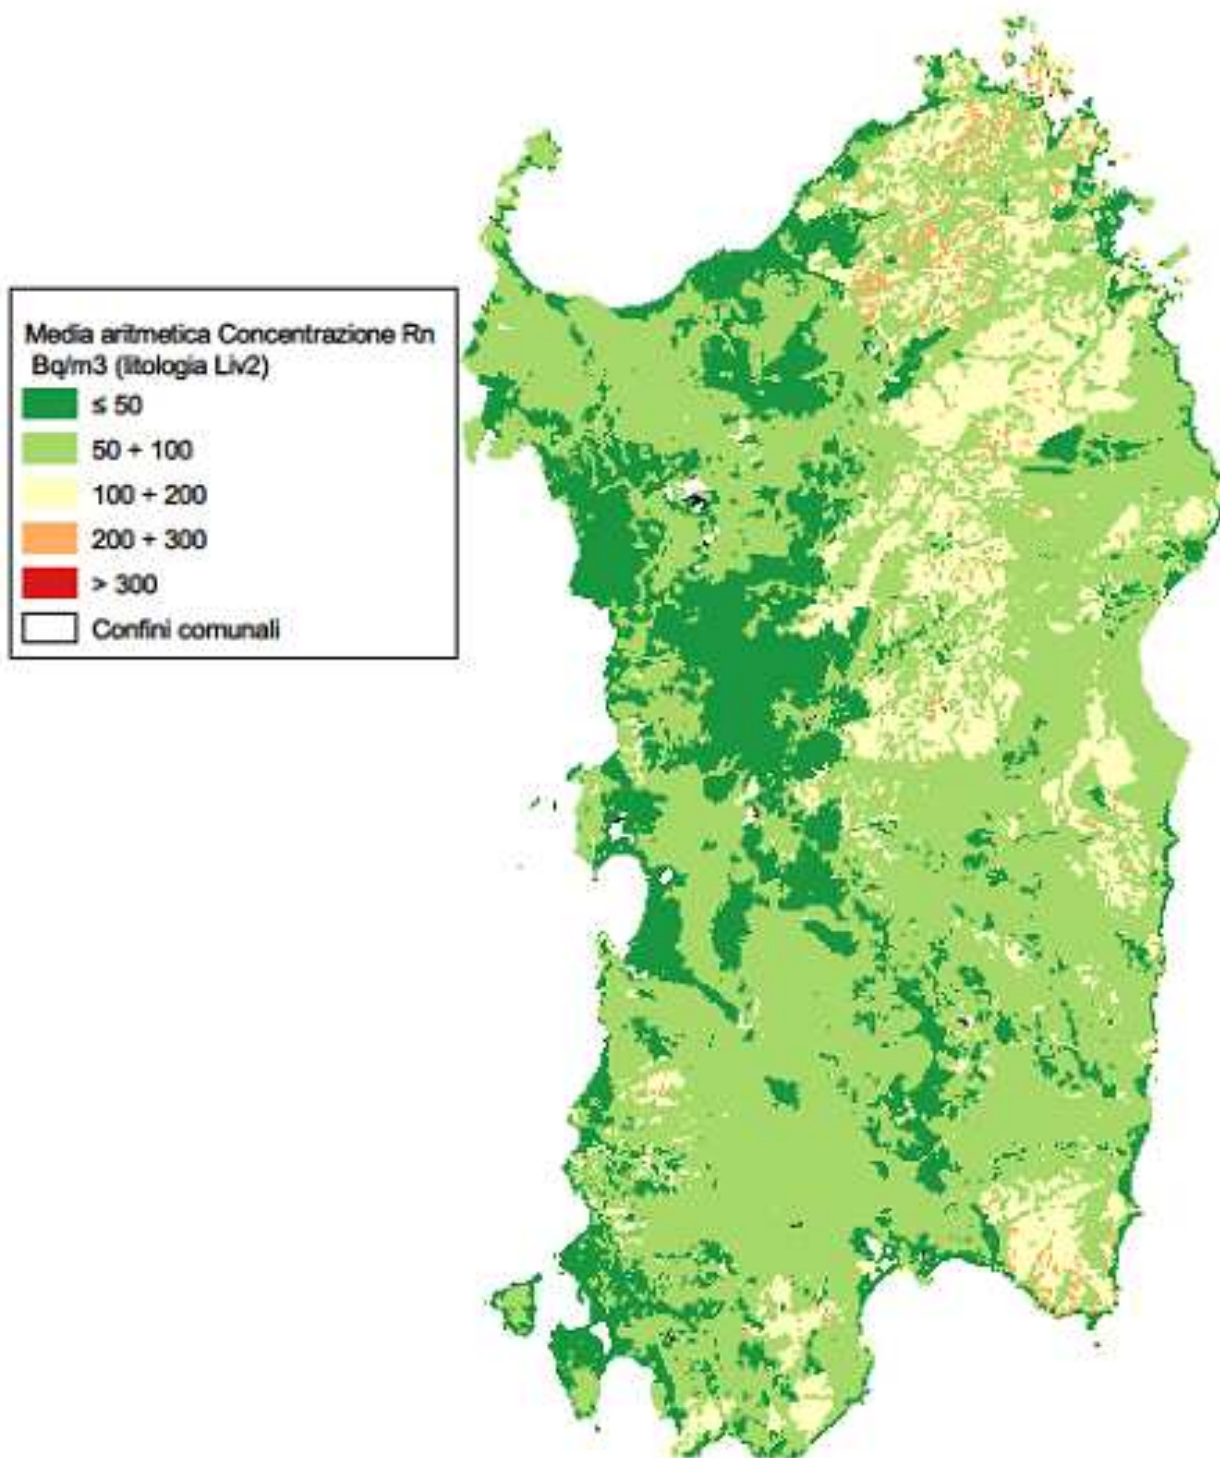 Media aritmetica Concentrazione Rn
Bq/m3 (litologia Liv2)
≤ 50
50 ÷ 100
100 ÷ 200
200 ÷ 300
> 300
Confini comunali